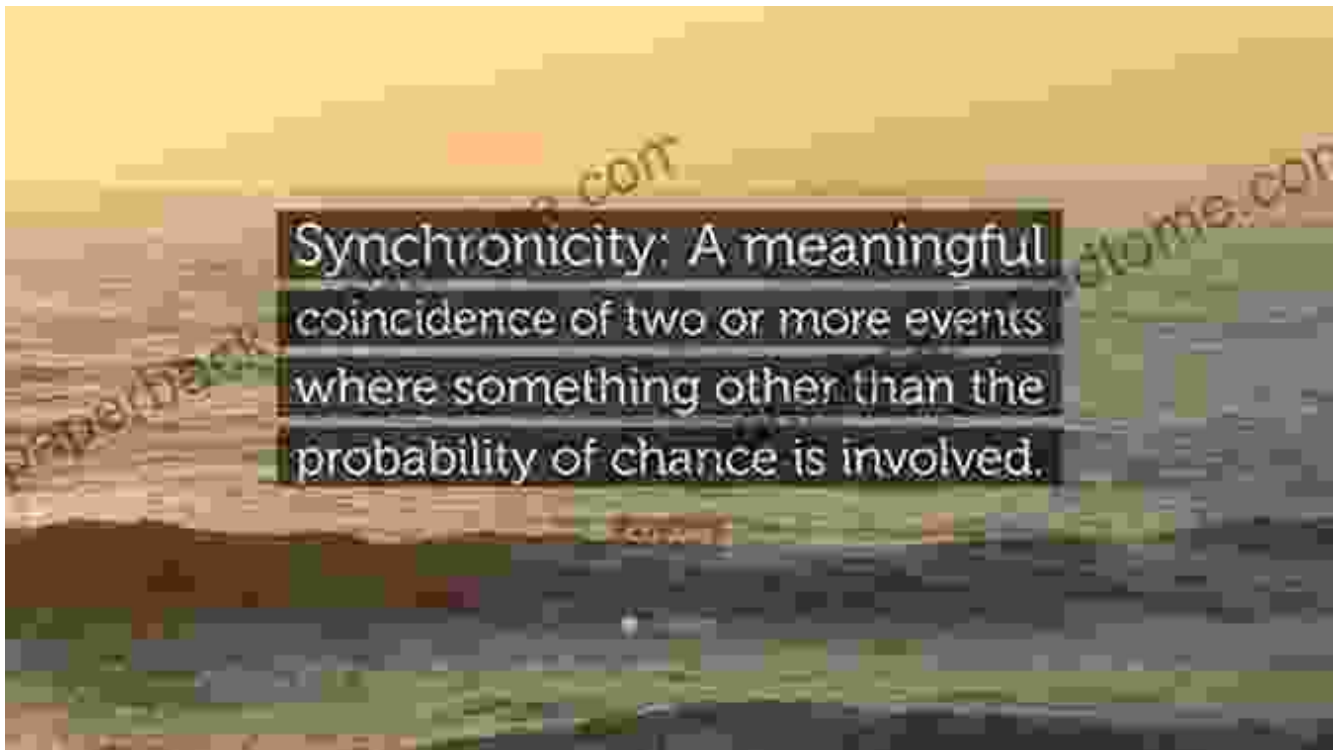 Synchronicity: A meaningful
coincidence of two or more events
where something other than the
probability of chance is involved.